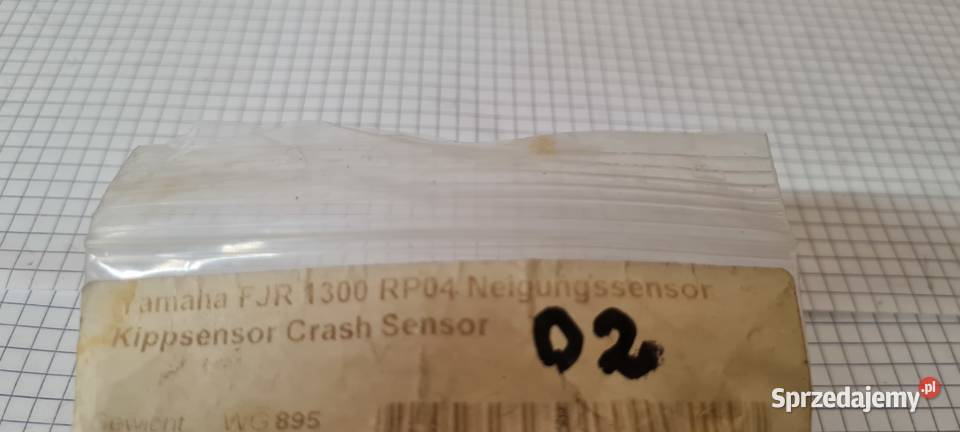 Yamaha FJR 1300 RP04 Neigungssensor
Kippsensor Crash Sensor
02
WG 895
Sprzedajemy.pl